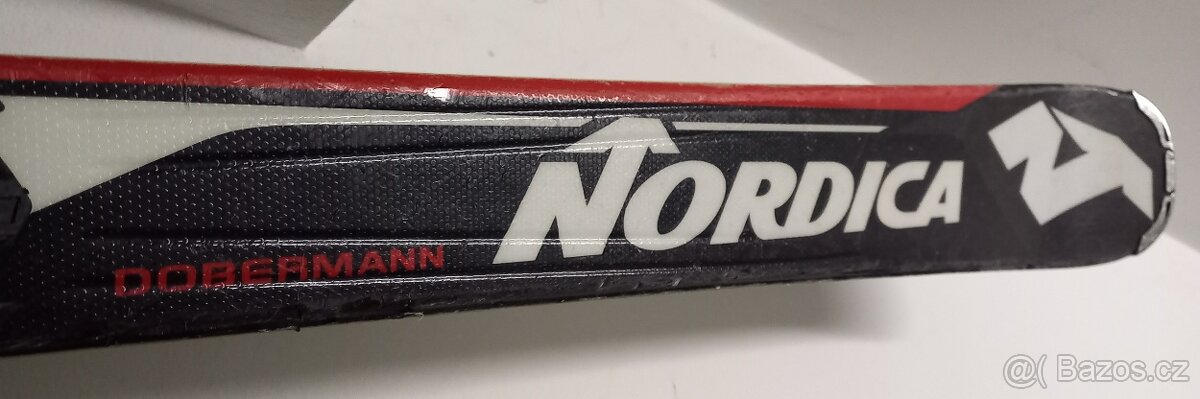 NORDICA
DOBERMANN
@( Bazos.cz